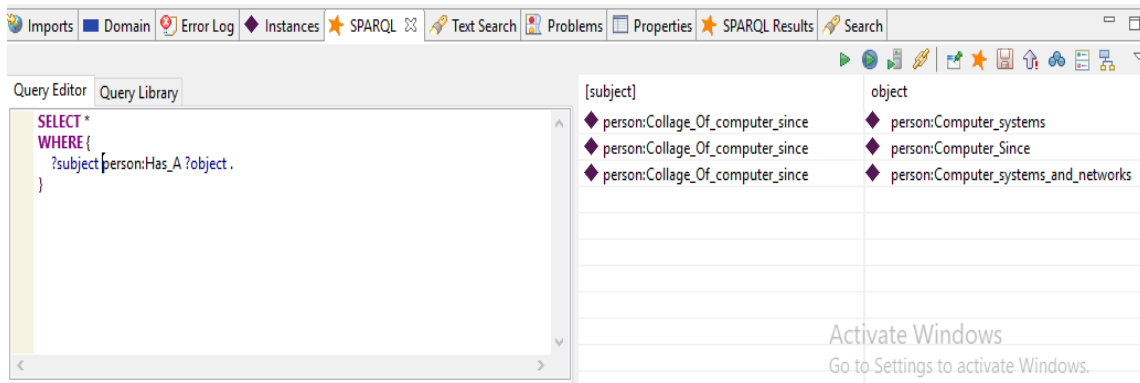 Imports Domain Error Log Instances SPARQL Text Search Problems Properties SPARQL Results Search
Query Editor Query Library
SELECT *
WHERE {
?subject person:Has_A ?object .
}
[subject] object
person:Collage_Of_computer_since person:Computer_systems
person:Collage_Of_computer_since person:Computer_Since
person:Collage_Of_computer_since person:Computer_systems_and_networks
Activate Windows
Go to Settings to activate Windows.